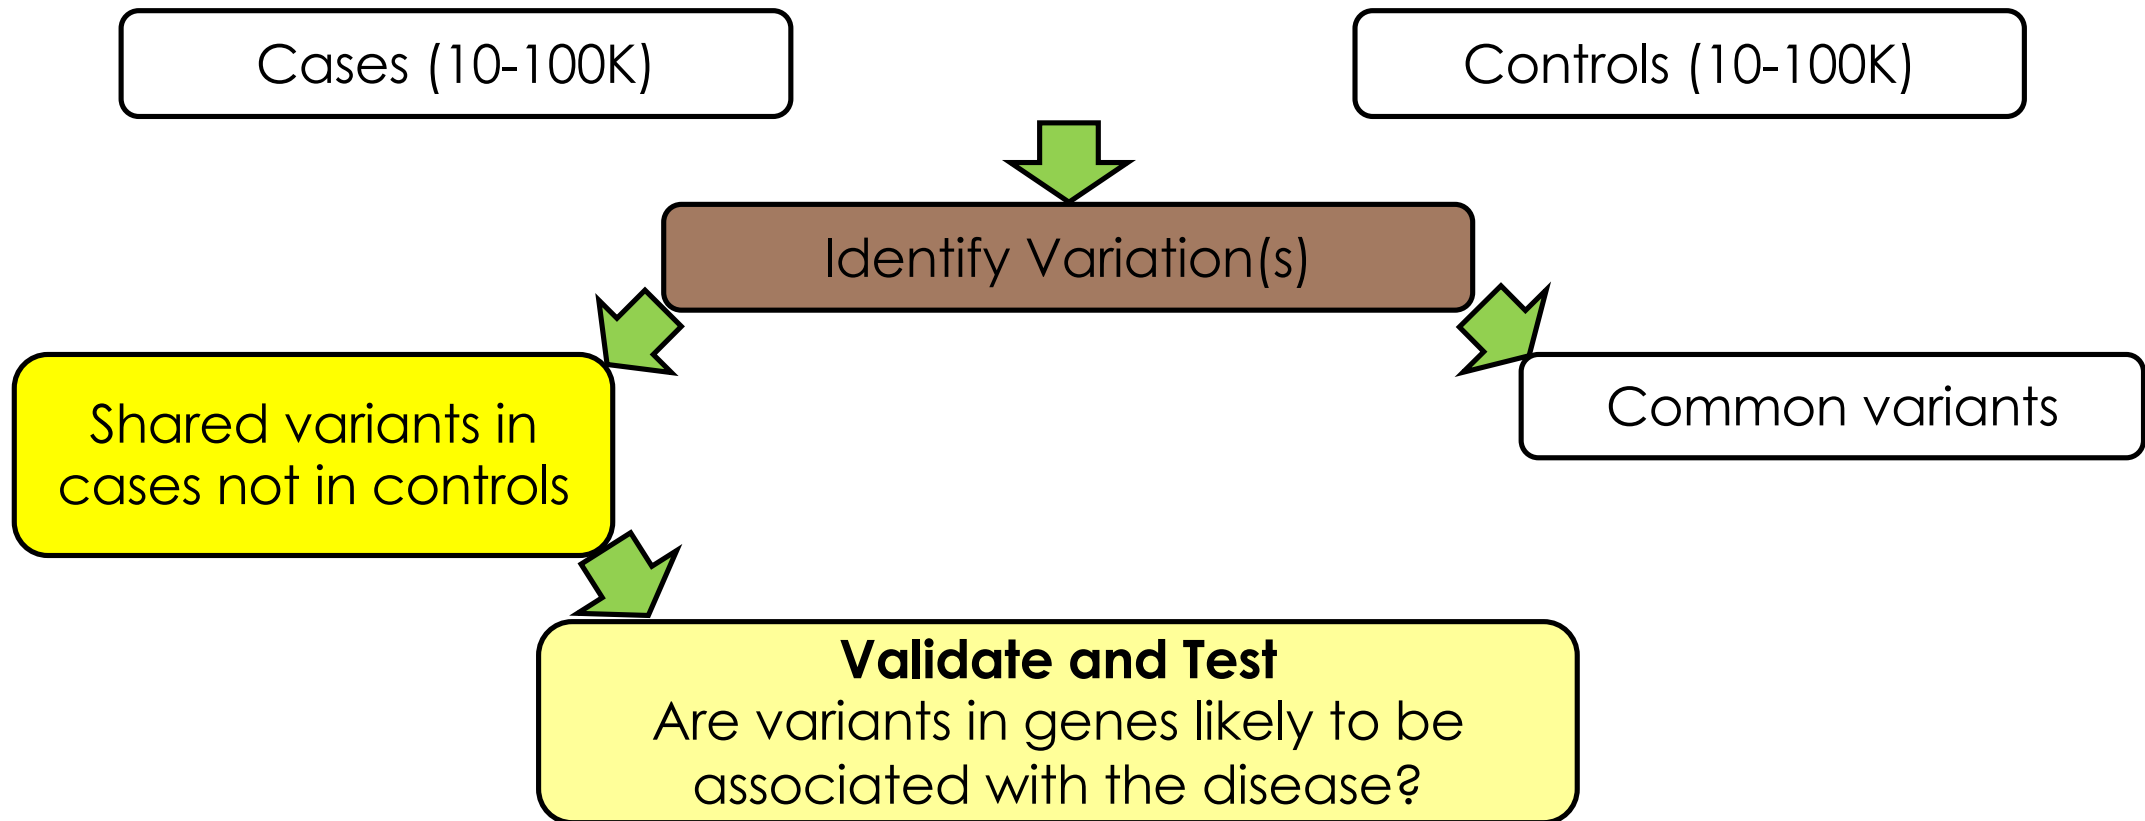 Cases (10-100K)
Controls (10-100K)
Identify Variation(s)
Shared variants in
cases not in controls
Common variants
Validate and Test
Are variants in genes likely to be
associated with the disease?